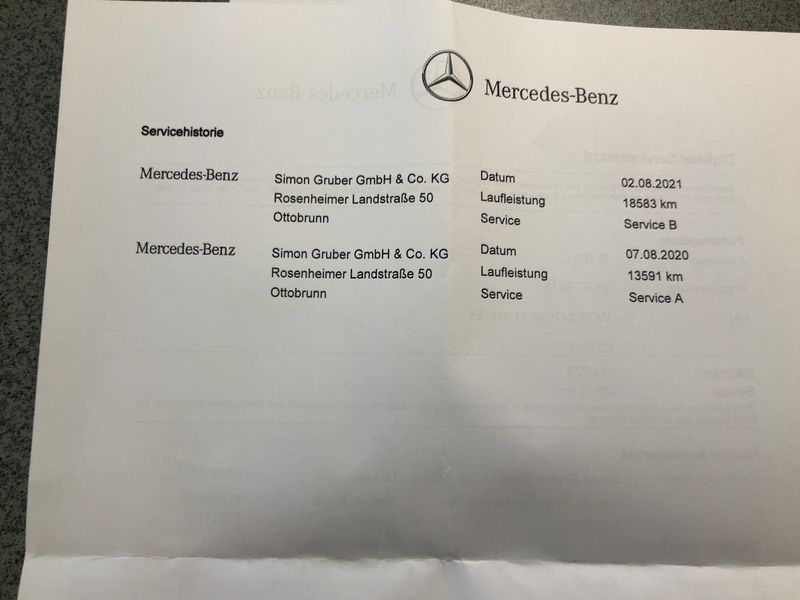 Mercedes-Benz
Servicehistorie
Mercedes-Benz Simon Gruber GmbH & Co. KG Datum 02.08.2021
Rosenheimer Landstraße 50 Laufleistung 18583 km
Ottobrunn Service Service B
Mercedes-Benz Simon Gruber GmbH & Co. KG Datum 07.08.2020
Rosenheimer Landstraße 50 Laufleistung 13591 km
Ottobrunn Service Service A